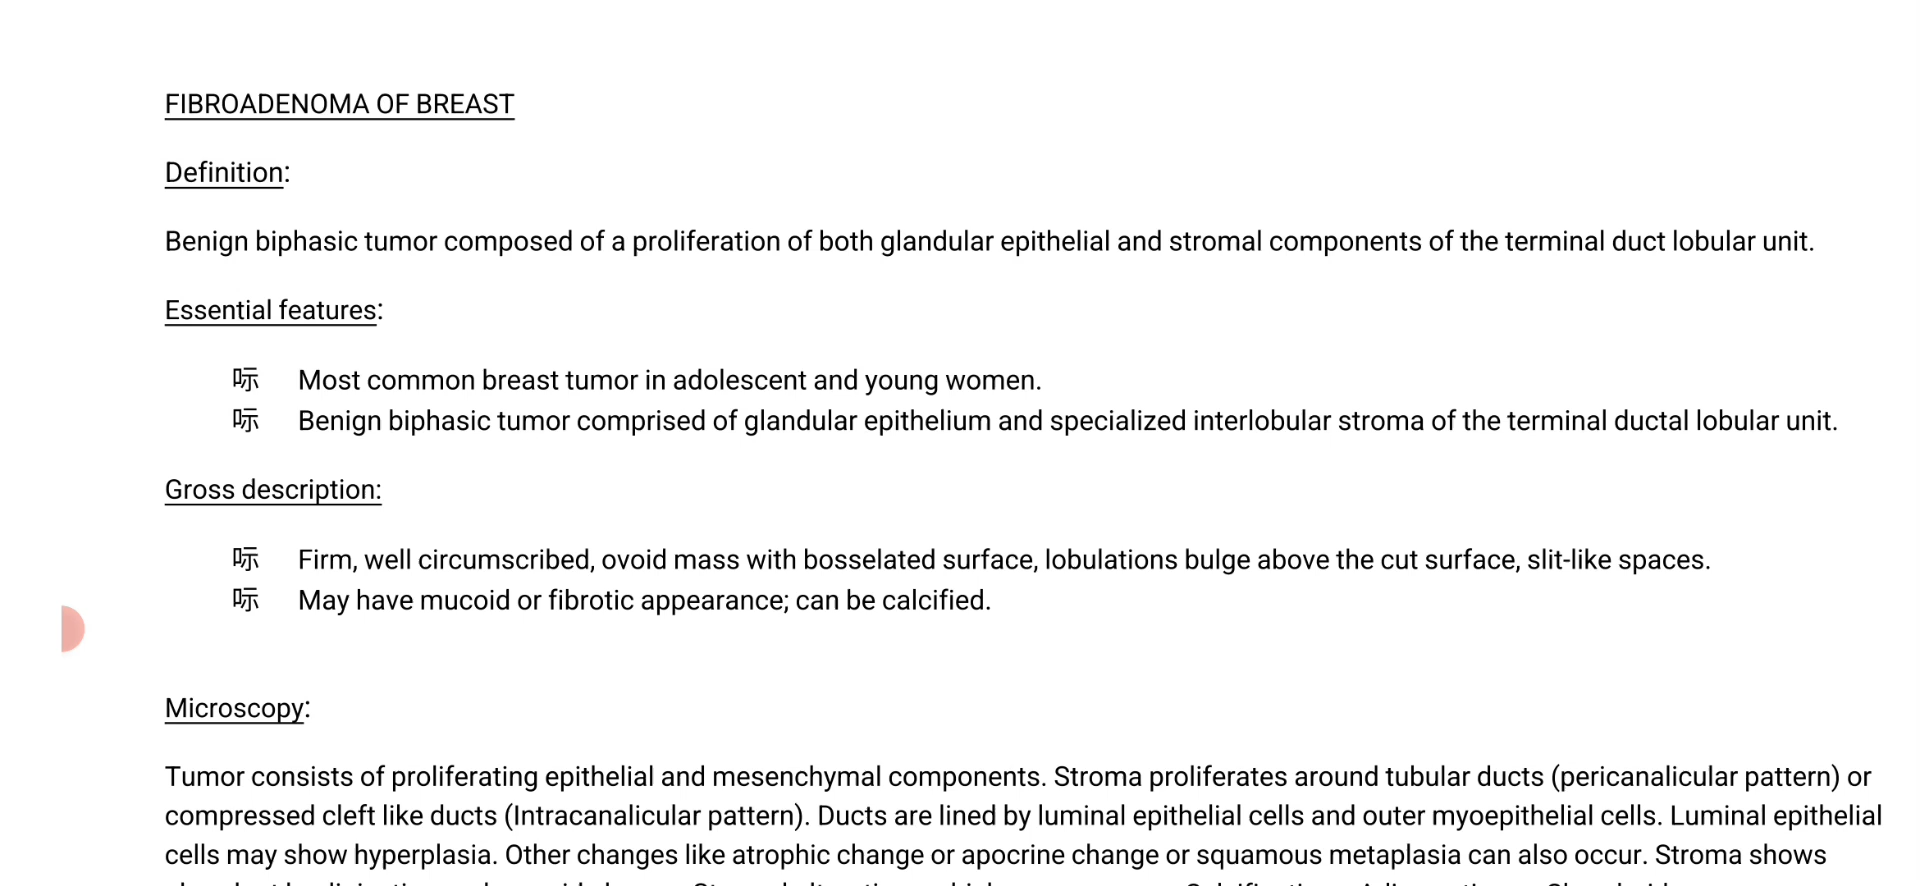 FIBROADENOMA OF BREAST
Definition:
Benign biphasic tumor composed of a proliferation of both glandular epithelial and stromal components of the terminal duct lobular unit.
Essential features:
Most common breast tumor in adolescent and young women.
Benign biphasic tumor comprised of glandular epithelium and specialized interlobular stroma of the terminal ductal lobular unit.
Gross description:
Firm, well circumscribed, ovoid mass with bosselated surface, lobulations bulge above the cut surface, slit-like spaces.
May have mucoid or fibrotic appearance; can be calcified.
Microscopy:
Tumor consists of proliferating epithelial and mesenchymal components. Stroma proliferates around tubular ducts (pericanalicular pattern) or
compressed cleft like ducts (Intracanalicular pattern). Ducts are lined by luminal epithelial cells and outer myoepithelial cells. Luminal epithelial
cells may show hyperplasia. Other changes like atrophic change or apocrine change or squamous metaplasia can also occur. Stroma shows